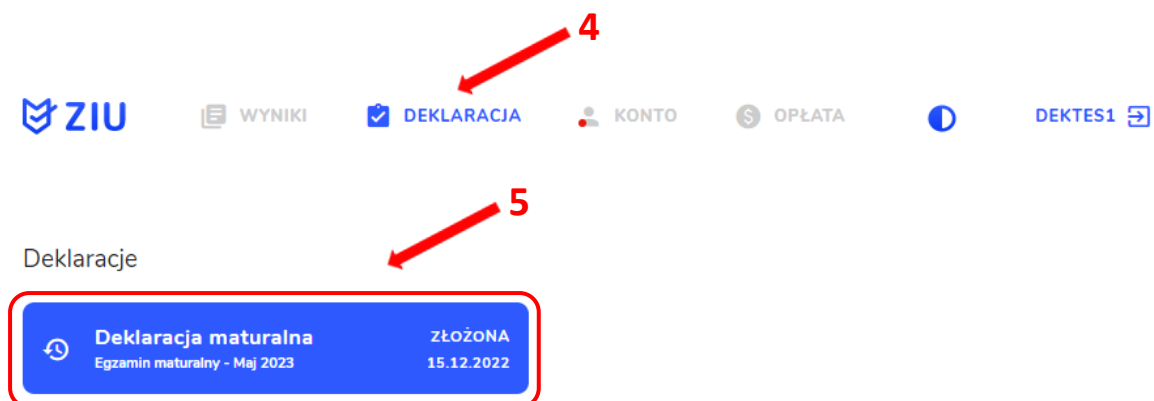 4
ZIU WYNIKI DEKLARACJA KONTO $ OPŁATA DEKTES1
5
Deklaracje
Deklaracja maturalna ZŁOŻONA
Egzamin maturalny - Maj 2023 15.12.2022